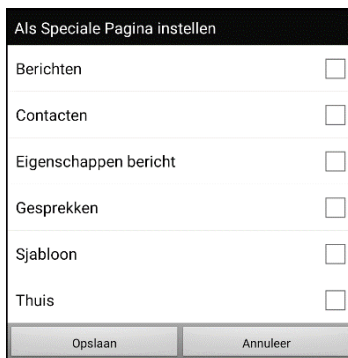 Als Speciale Pagina instellen
Berichten
Contacten
Eigenschappen bericht
Gesprekken
Sjabloon
Thuis
Opslaan Annuleer